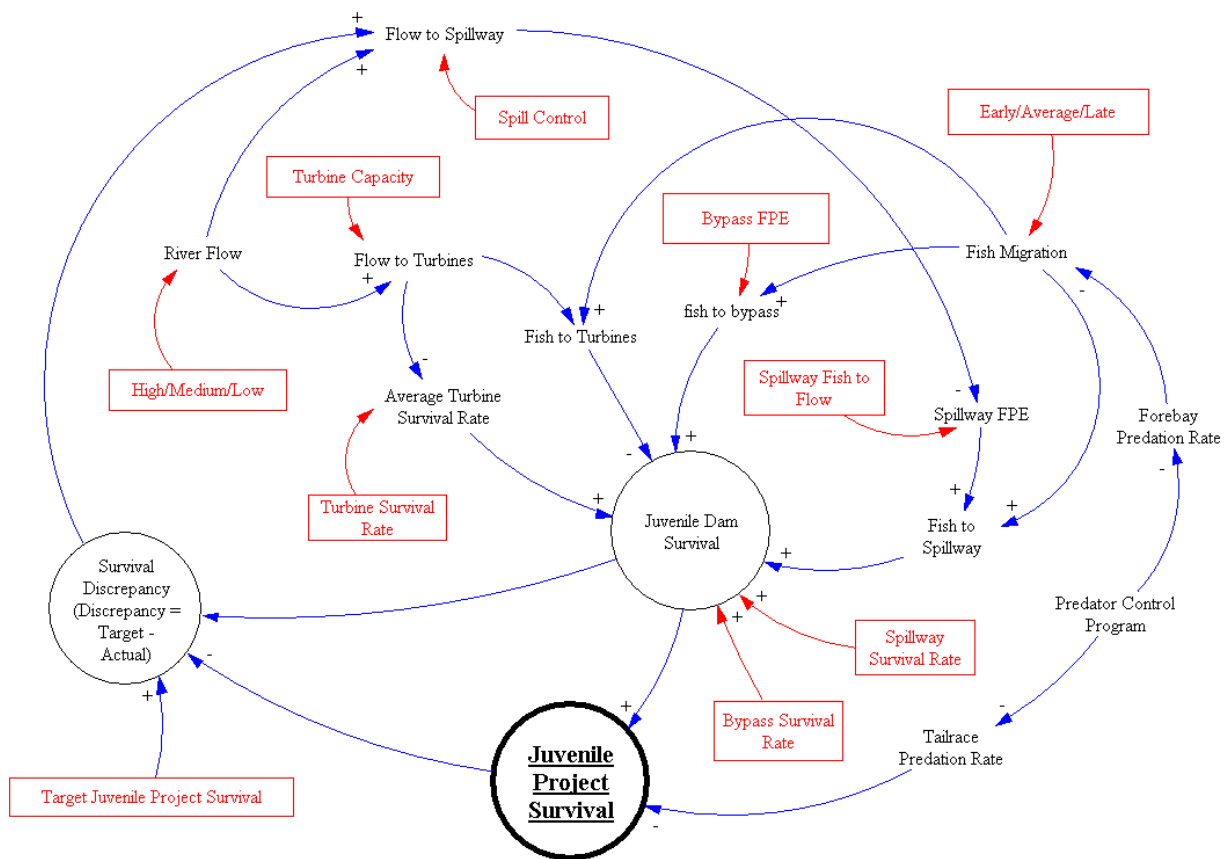 +
Flow to Spillway
+
Spill Control
Early/Average/Late
Turbine Capacity
Bypass FPE
River Flow
Flow to Turbines
+
Fish Migration
-
-
fish to bypass
+
+
Fish to Turbines
-
High/Medium/Low
Spillway Fish to
Flow
-
Average Turbine
Survival Rate
Spillway FPE
Forebay
Predation Rate
-
-
+
+
+
+
Turbine Survival
Rate
Juvenile Dam
Survival
Fish to
Spillway
+
Survival
Discrepancy
(Discrepancy =
Target -
Actual)
Predator Control
Program
+
+
Spillway
Survival Rate
-
+
+
-
Bypass Survival
Rate
Tailrace
Predation Rate
Juvenile
Project
Survival
Target Juvenile Project Survival
-